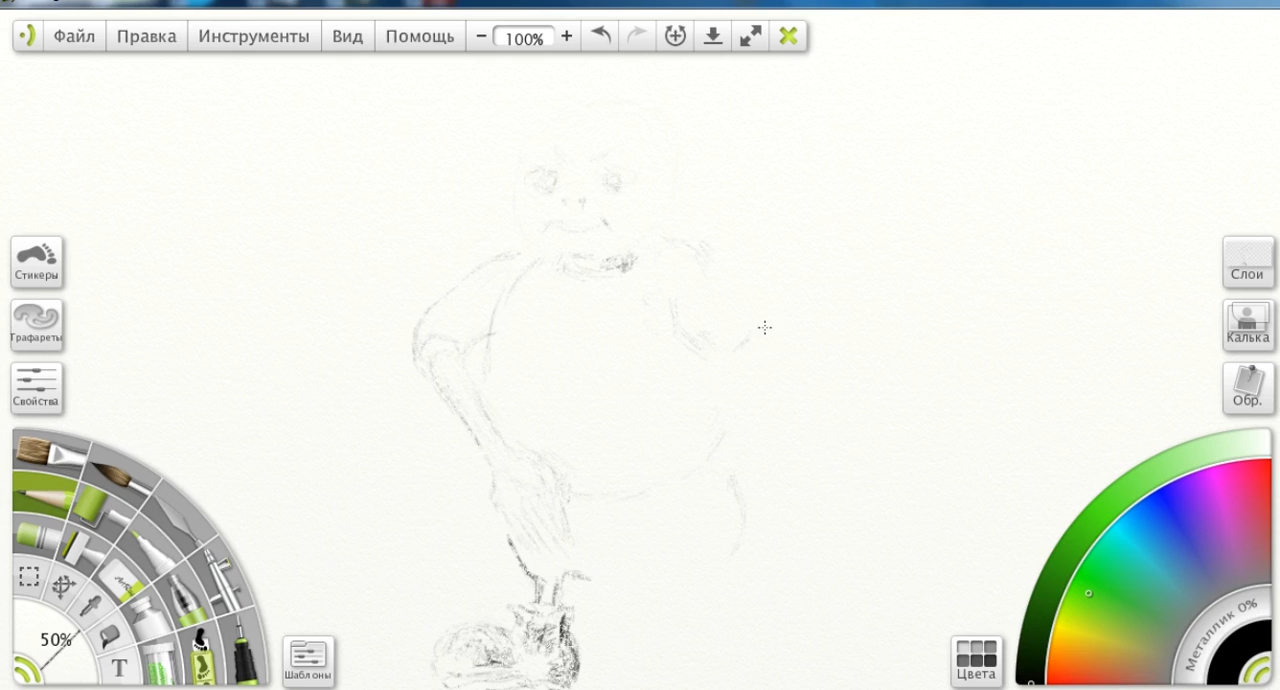 Файл Правка Инструменты Вид Помощь − 100% +
Стикеры
Трафареты
Свойства
50%
T
Шаблоны
Слои
Калька
Обр.
Металлик 0%
Цвета